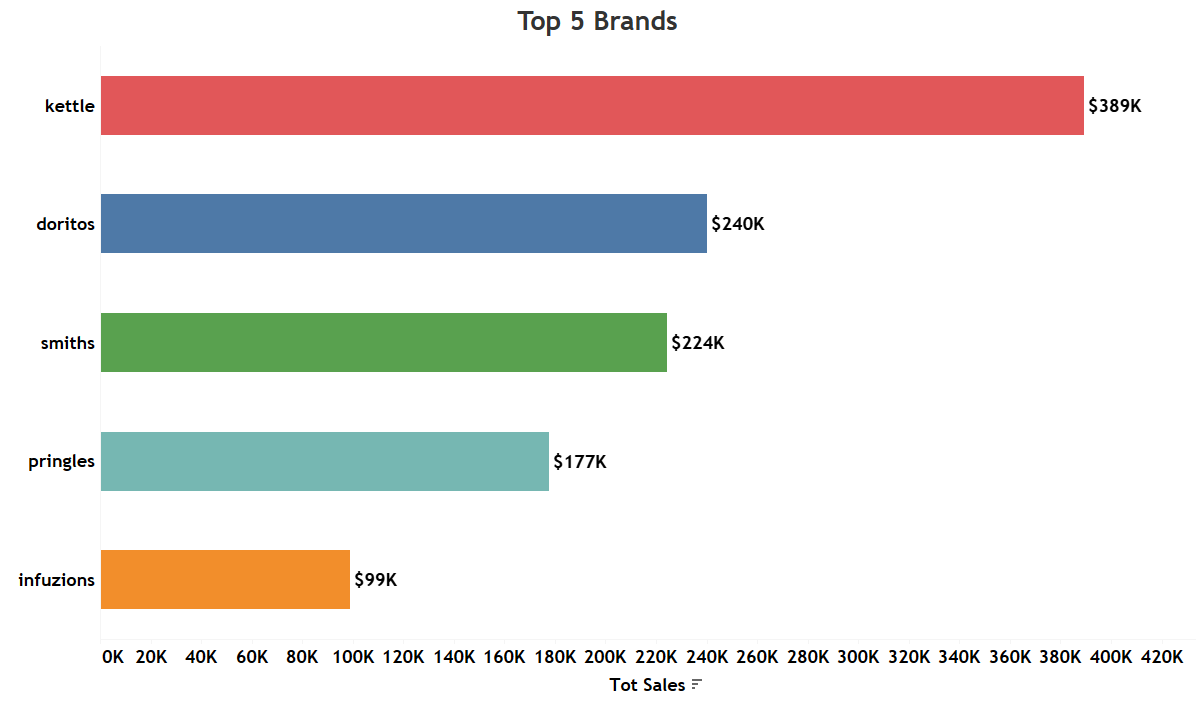 Top 5 Brands
kettle $389K
doritos $240K
smiths $224K
pringles $177K
infuzions $99K
0K 20K 40K 60K 80K 100K 120K 140K 160K 180K 200K 220K 240K 260K 280K 300K 320K 340K 360K 380K 400K 420K
Tot Sales